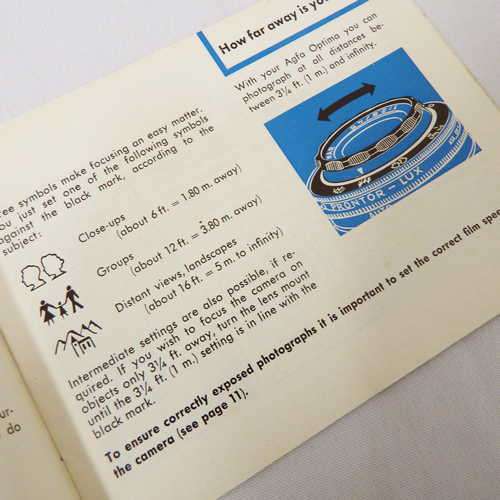 How far away is you
With your Agfa Optima you can
photograph at all distances be-
tween 3¼ ft. (1 m.) and infinity.
PRONTOR-LUX
ree symbols make focusing an easy matter.
ou just set one of the following symbols
against the black mark, according to the
subject:
Close-ups
(about 6 ft. = 1.80 m. away)
Groups
(about 12 ft. = 3.80 m. away)
Distant views, landscapes
(about 16 ft. = 5 m. to infinity)
Intermediate settings are also possible, if re-
quired. If you wish to focus the camera on
objects only 3¼ ft. away, turn the lens mount
until the 3¼ ft. (1 m.) setting is in line with the
black mark.
To ensure correctly exposed photographs it is important to set the correct film spe
the camera (see page 11).
ur.
do